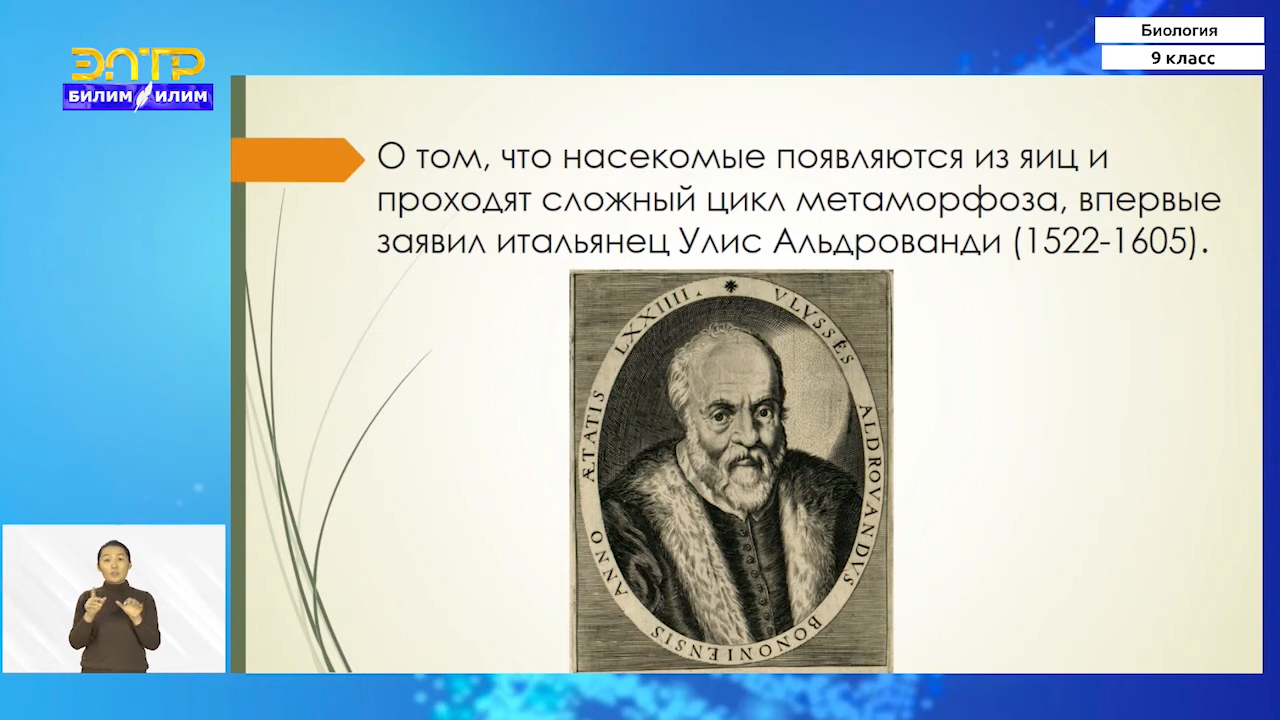 Биология
9 класс
ЭЛТР
БИЛИМ ИЛИМ
О том, что насекомые появляются из яиц и
проходят сложный цикл метаморфоза, впервые
заявил итальянец Улис Альдрованди (1522-1605).
VLYSSES ALDROVANDVS BONONIENSIS ANNO ÆTATIS LXXIIII